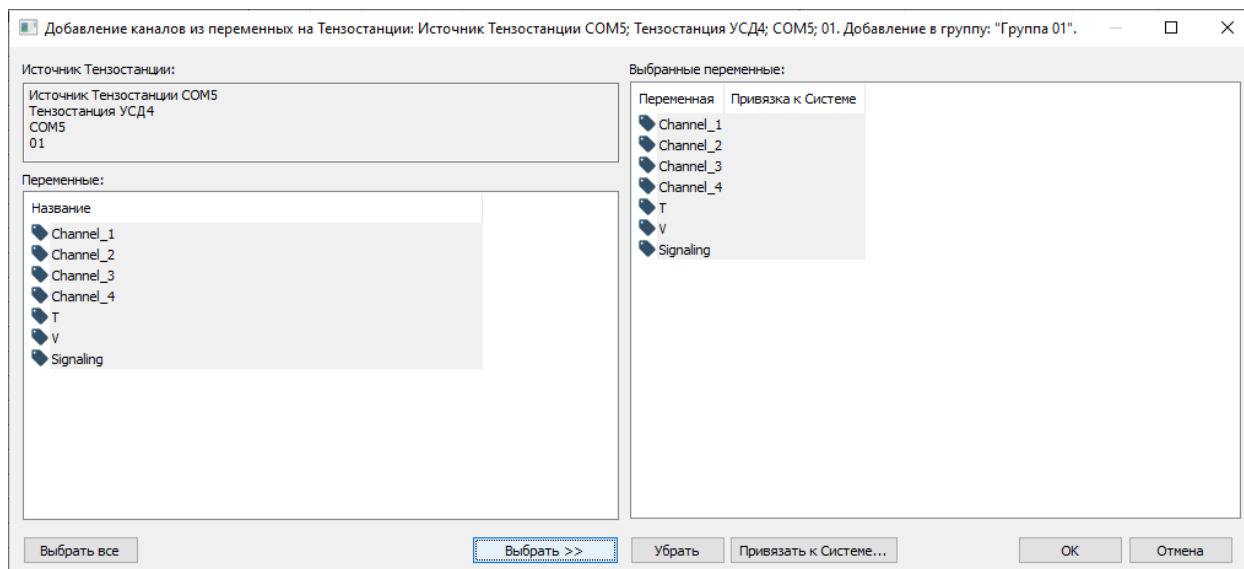 Добавление каналов из переменных на Тензостанции: Источник Тензостанции COM5; Тензостанция УСД4; COM5; 01. Добавление в группу: "Группа 01".
Источник Тензостанции:
Источник Тензостанции COM5
Тензостанция УСД4
COM5
01
Переменные:
Название
Channel_1
Channel_2
Channel_3
Channel_4
T
V
Signaling
Выбрать все
Выбрать >>
Выбранные переменные:
Переменная Привязка к Системе
Channel_1
Channel_2
Channel_3
Channel_4
T
V
Signaling
Убрать
Привязать к Системе...
OK
Отмена